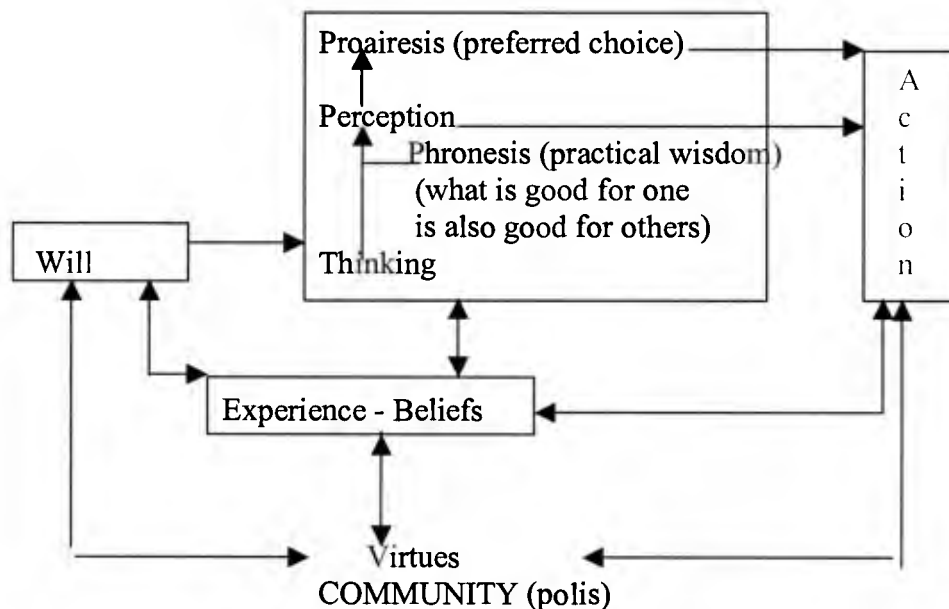 Proairesis (preferred choice)
Perception
Phronesis (practical wisdom)
(what is good for one
is also good for others)
Thinking
Will
Action
Experience - Beliefs
Virtues
COMMUNITY (polis)